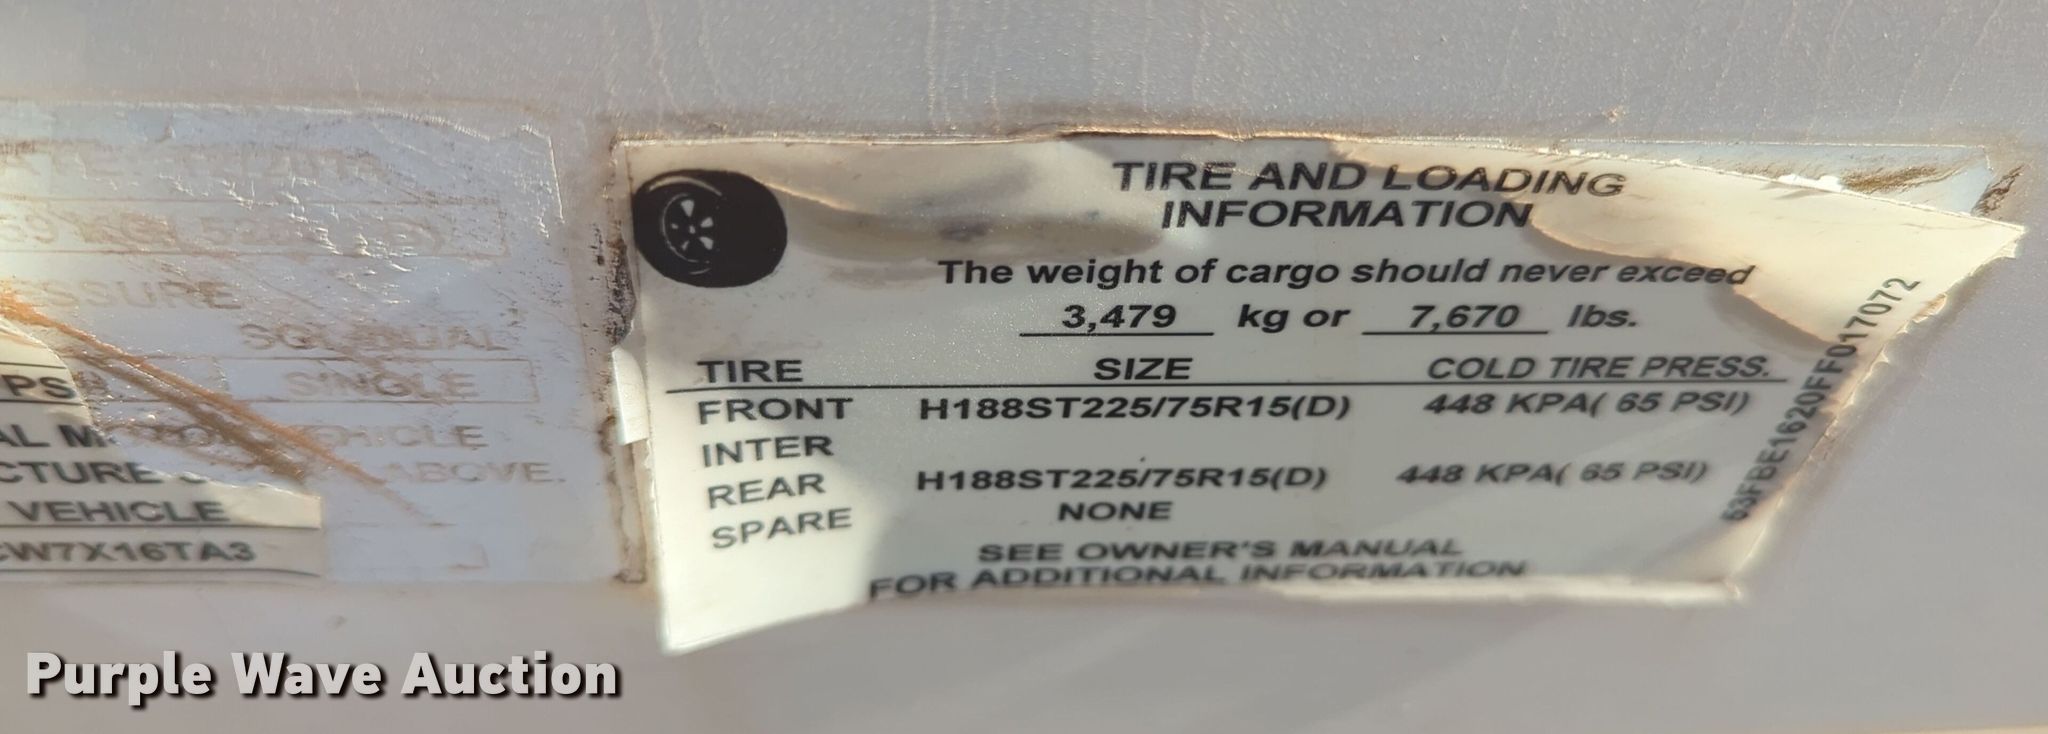 ESSURE
SINGLE
PS
VEHICLE
ABOVE.
VEHICLE
CW7X16TA3
TIRE AND LOADING
INFORMATION
The weight of cargo should never exceed
3,479 kg or 7,670 lbs.
TIRE SIZE COLD TIRE PRESS.
FRONT H188ST225/75R15(D) 448 KPA( 65 PSI)
INTER
REAR H188ST225/75R15(D) 448 KPA( 65 PSI)
SPARE NONE
SEE OWNER'S MANUAL
FOR ADDITIONAL INFORMATION
53FBE1620FF017072
Purple Wave Auction